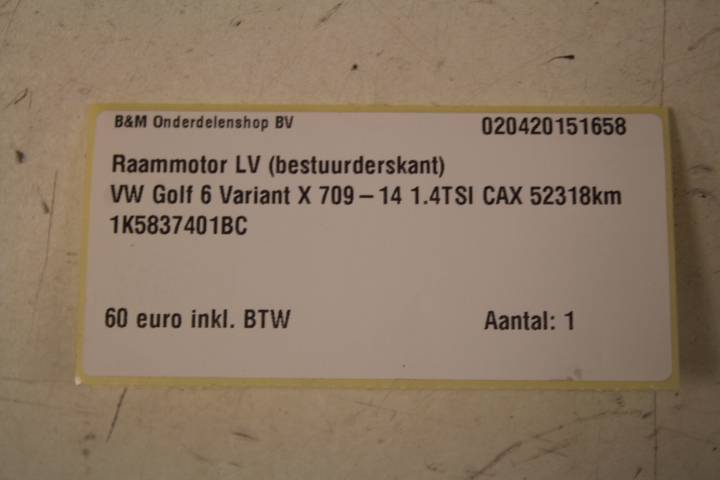 B&M Onderdelenshop BV 020420151658
Raammotor LV (bestuurderskant)
VW Golf 6 Variant X 709-14 1.4TSI CAX 52318km
1K5837401BC
60 euro inkl. BTW Aantal: 1